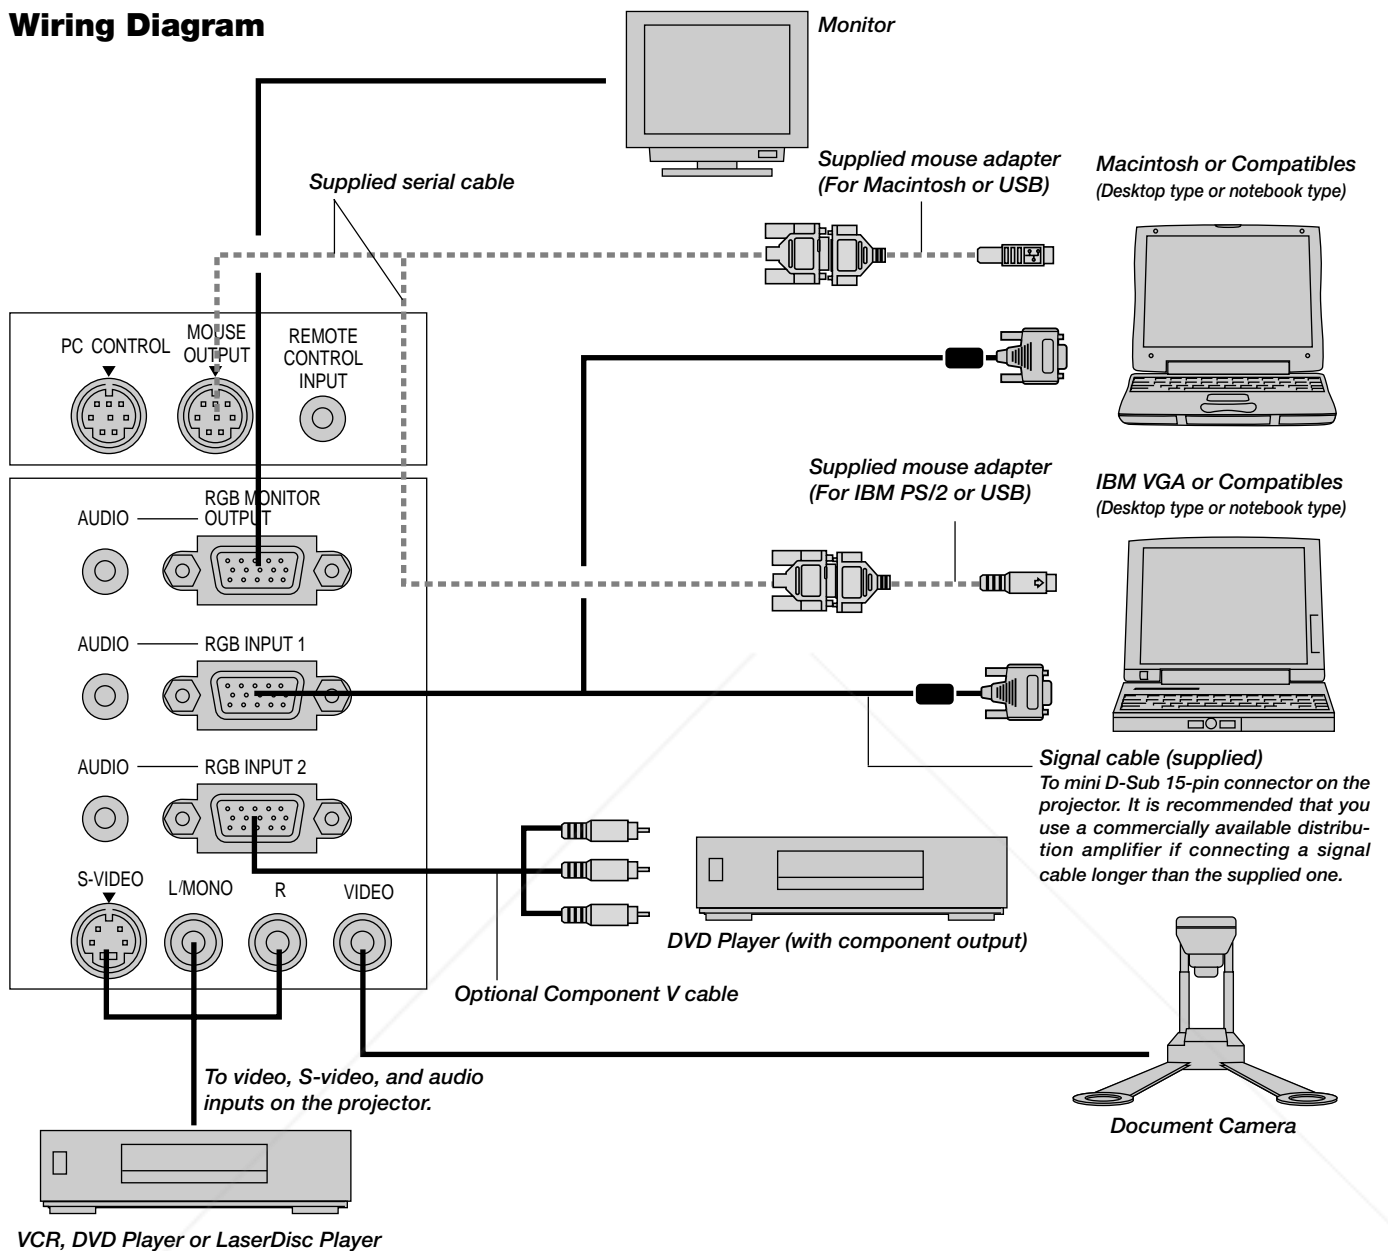 Wiring Diagram
Monitor
Supplied serial cable
Supplied mouse adapter
(For Macintosh or USB)
Macintosh or Compatibles
(Desktop type or notebook type)
PC CONTROL
MOUSE
OUTPUT
REMOTE
CONTROL
INPUT
Supplied mouse adapter
(For IBM PS/2 or USB)
IBM VGA or Compatibles
(Desktop type or notebook type)
AUDIO
RGB MONITOR
OUTPUT
AUDIO
RGB INPUT 1
AUDIO
RGB INPUT 2
Signal cable (supplied)
To mini D-Sub 15-pin connector on the
projector. It is recommended that you
use a commercially available distribu-
tion amplifier if connecting a signal
cable longer than the supplied one.
S-VIDEO
L/MONO
R
VIDEO
DVD Player (with component output)
Optional Component V cable
To video, S-video, and audio
inputs on the projector.
Document Camera
VCR, DVD Player or LaserDisc Player